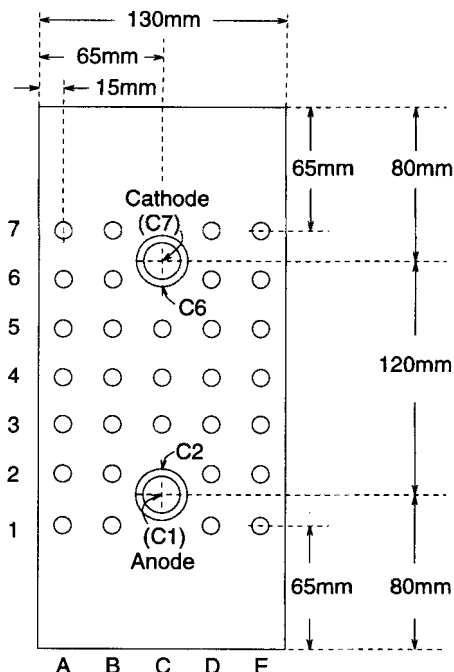 130mm
65mm
15mm
65mm
80mm
Cathode
(C7)
7
6
C6
5
120mm
4
3
C2
2
1
(C1)
Anode
65mm
80mm
A B C D E